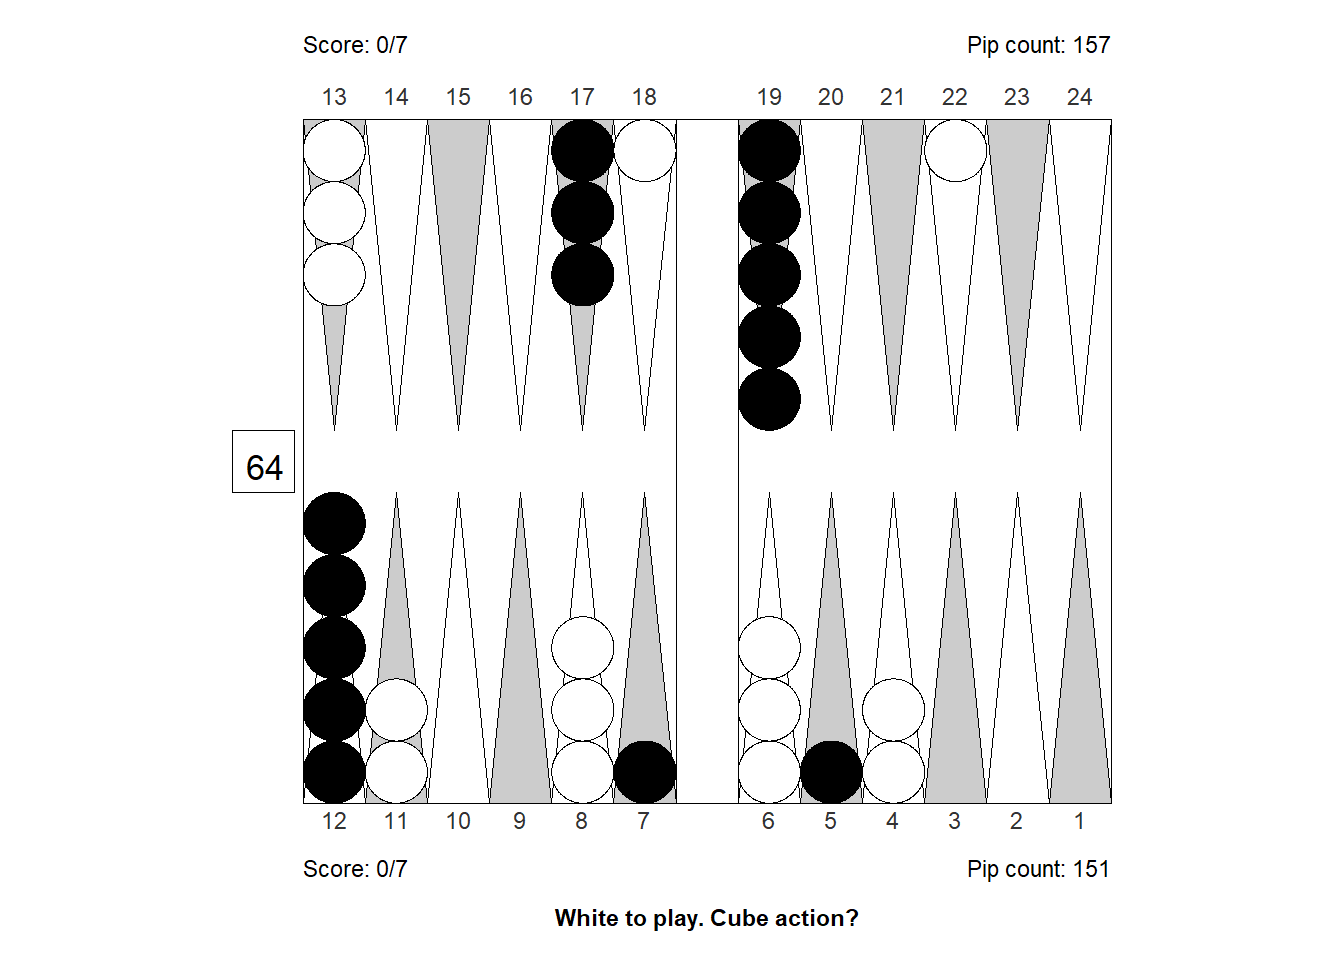 Score: 0/7 Pip count: 157
13 14 15 16 17 18 19 20 21 22 23 24
64
12 11 10 9 8 7 6 5 4 3 2 1
Score: 0/7 Pip count: 151
White to play. Cube action?